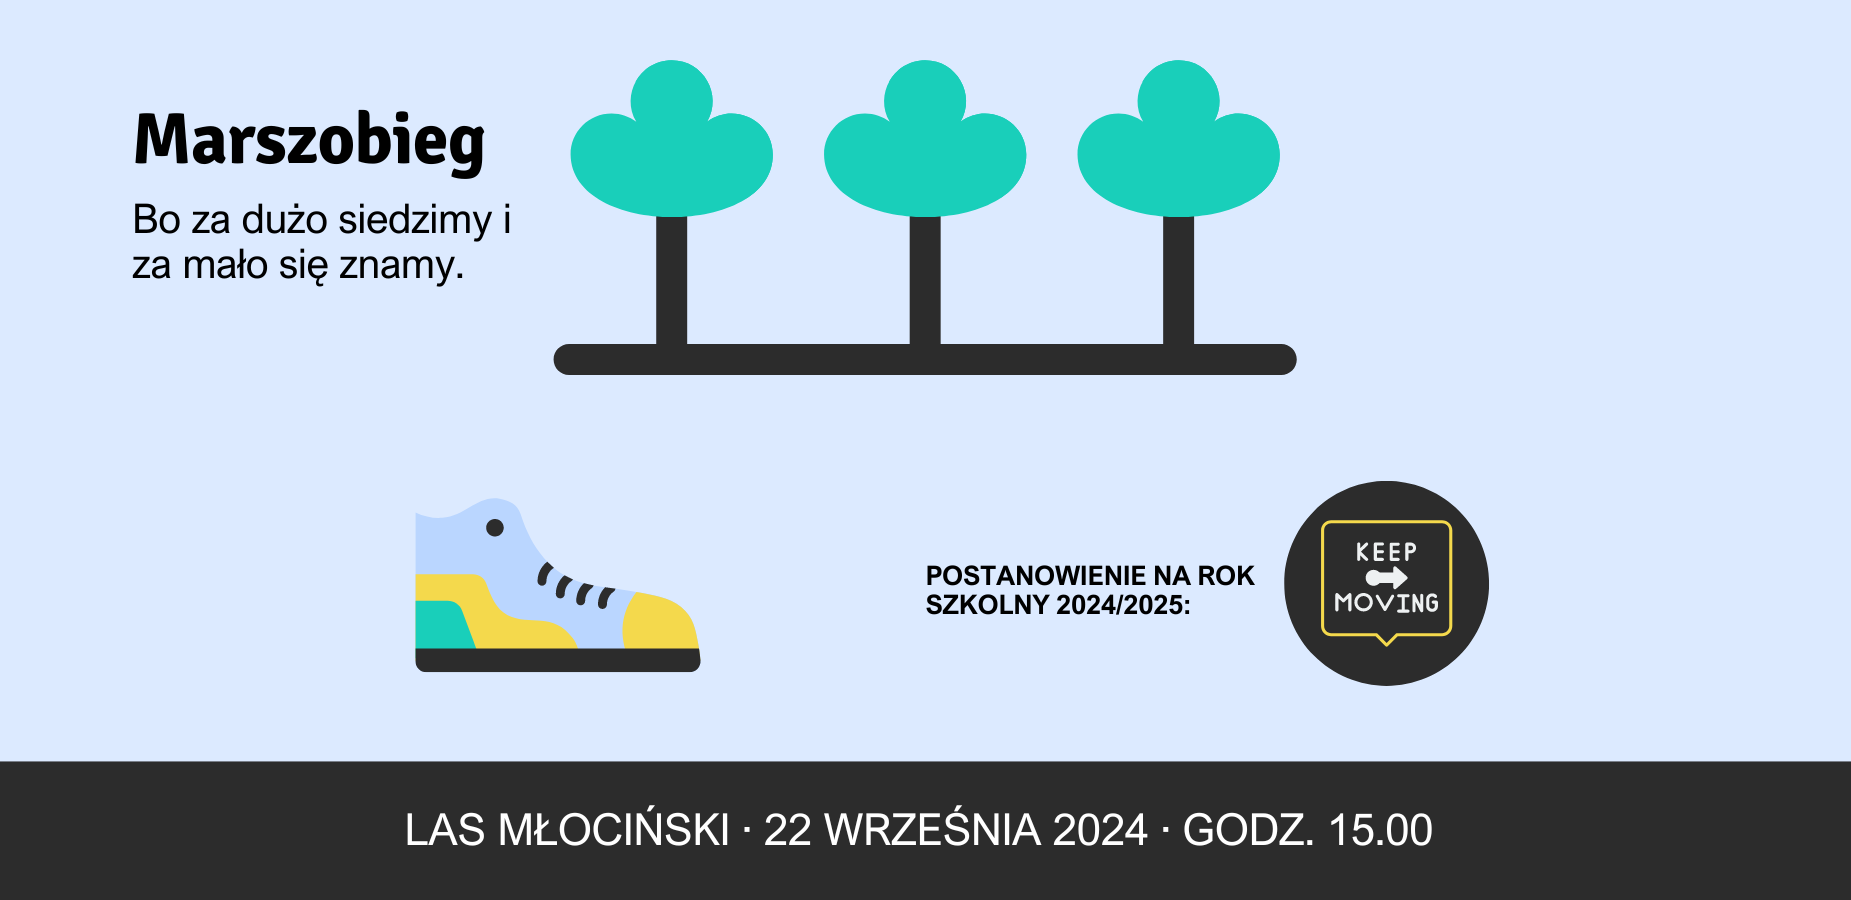 Marszobieg
Bo za dużo siedzimy i
za mało się znamy.
POSTANOWIENIE NA ROK
SZKOLNY 2024/2025:
KEEP
MOVING
LAS MŁOCIŃSKI · 22 WRZEŚNIA 2024 · GODZ. 15.00